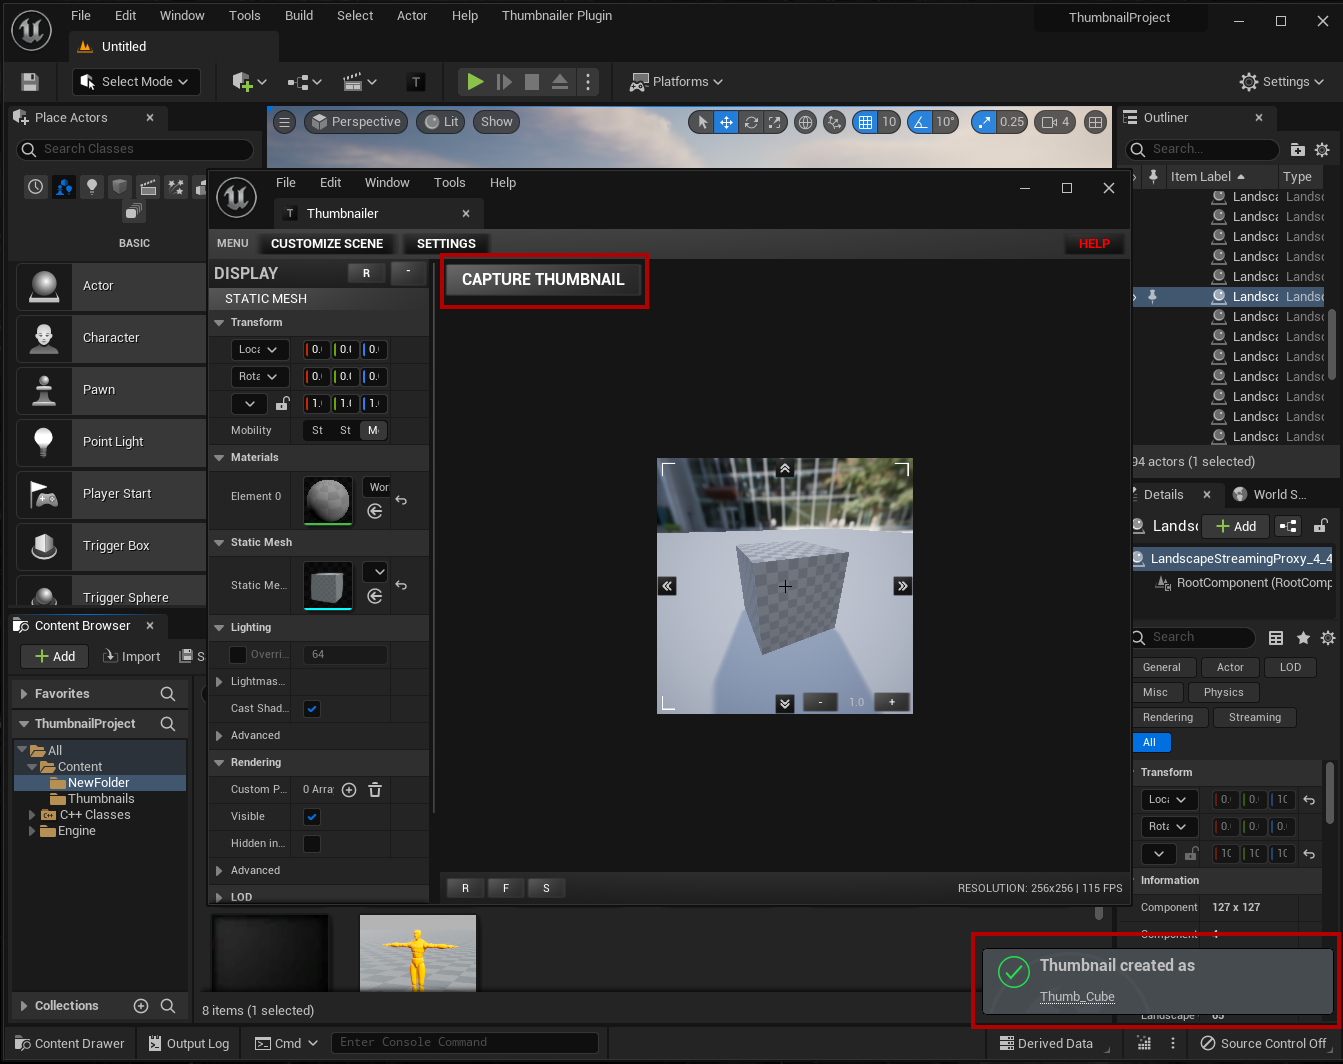 File Edit Window Tools Build Select Actor Help Thumbnailer Plugin
ThumbnailProject
Untitled
Select Mode
T
Platforms
Settings
Place Actors
Perspective
Lit
Show
10
10°
0.25
4
Outliner
Search Classes
Search...
Item Label
Type
BASIC
Actor
Character
Pawn
Point Light
Player Start
Trigger Box
Trigger Sphere
File Edit Window Tools Help
T Thumbnailer
MENU CUSTOMIZE SCENE SETTINGS
HELP
DISPLAY
R
-
STATIC MESH
CAPTURE THUMBNAIL
Transform
Loca
0.
0.
0.
Rota
0.
0.
0.
1.
1.
1.
Mobility
St
St
M
Materials
Element 0
Wor
Static Mesh
Static Me...
Lighting
Overri...
64
Lightmas...
Cast Shad...
Advanced
Rendering
Custom P...
0 Arra
Visible
Hidden in...
Advanced
LOD
-
1.0
+
R
F
S
RESOLUTION: 256x256 | 115 FPS
Landsca Lands
Landsca Landsc
Landsca Landsc
Landsca Landsc
Landsca Landsc
Landsca Landsc
Landsca Landsc
Landsca Landsc
Landsca Landsc
Landsca Landsc
Landsca Landsc
Landsca Landsc
Landsca Landsc
94 actors (1 selected)
Details
World S...
Lands
Add
LandscapeStreamingProxy_4_4
RootComponent (RootComp
Search
General
Actor
LOD
Misc
Physics
Rendering
Streaming
All
Transform
Loca
0.
0.
10
Rota
0.
0.
0.
10
10
10
Information
Component
127 x 127
Component
4
Thumbnail created as
Thumb_Cube
Landscape
65
Content Browser
Add
Import
S
Favorites
ThumbnailProject
All
Content
NewFolder
Thumbnails
C++ Classes
Engine
Collections
8 items (1 selected)
Content Drawer
Output Log
Cmd
Enter Console Command
Derived Data
Source Control Off